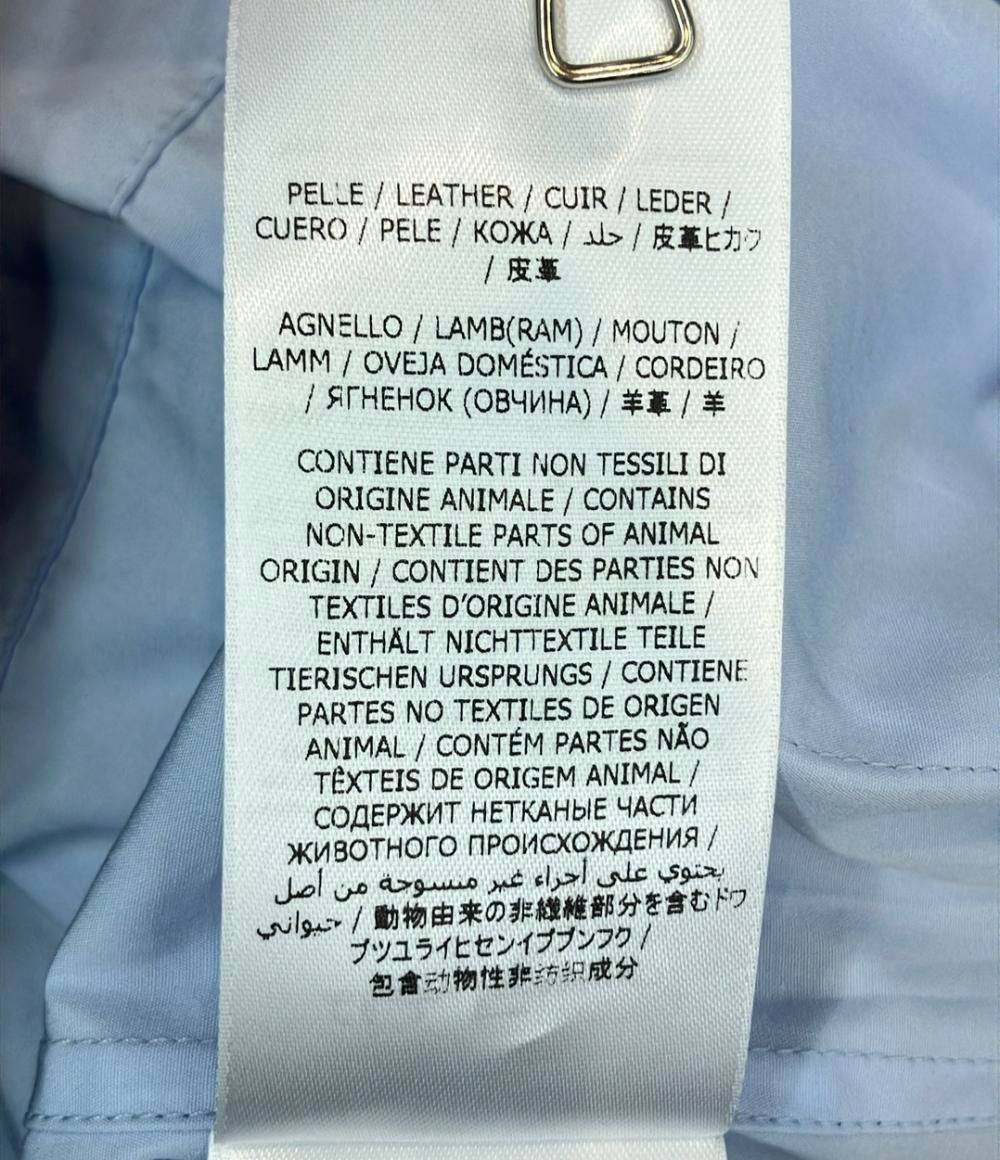 PELLE / LEATHER / CUIR / LEDER /
CUERO / PELE / КОЖА / جلد / 皮革ヒカワ
/ 皮革
AGNELLO / LAMB(RAM) / MOUTON /
LAMM / OVEJA DOMÉSTICA / CORDEIRO
/ ЯГНЕНОК (ОВЧИНА) / 羊革 / 羊
CONTIENE PARTI NON TESSILI DI
ORIGINE ANIMALE / CONTAINS
NON-TEXTILE PARTS OF ANIMAL
ORIGIN / CONTIENT DES PARTIES NON
TEXTILES D'ORIGINE ANIMALE /
ENTHÄLT NICHTTEXTILE TEILE
TIERISCHEN URSPRUNGS / CONTIENE
PARTES NO TEXTILES DE ORIGEN
ANIMAL / CONTÉM PARTES NÃO
TÊXTEIS DE ORIGEM ANIMAL /
СОДЕРЖИТ НЕТКАНЫЕ ЧАСТИ
ЖИВОТНОГО ПРОИСХОЖДЕНИЯ /
يحتوي على أجزاء غير منسوجة من أصل
حيواني / 動物由来の非繊維部分を含むドウ
ブツユライヒセンイブブンフク /
包含动物性非纺织成分